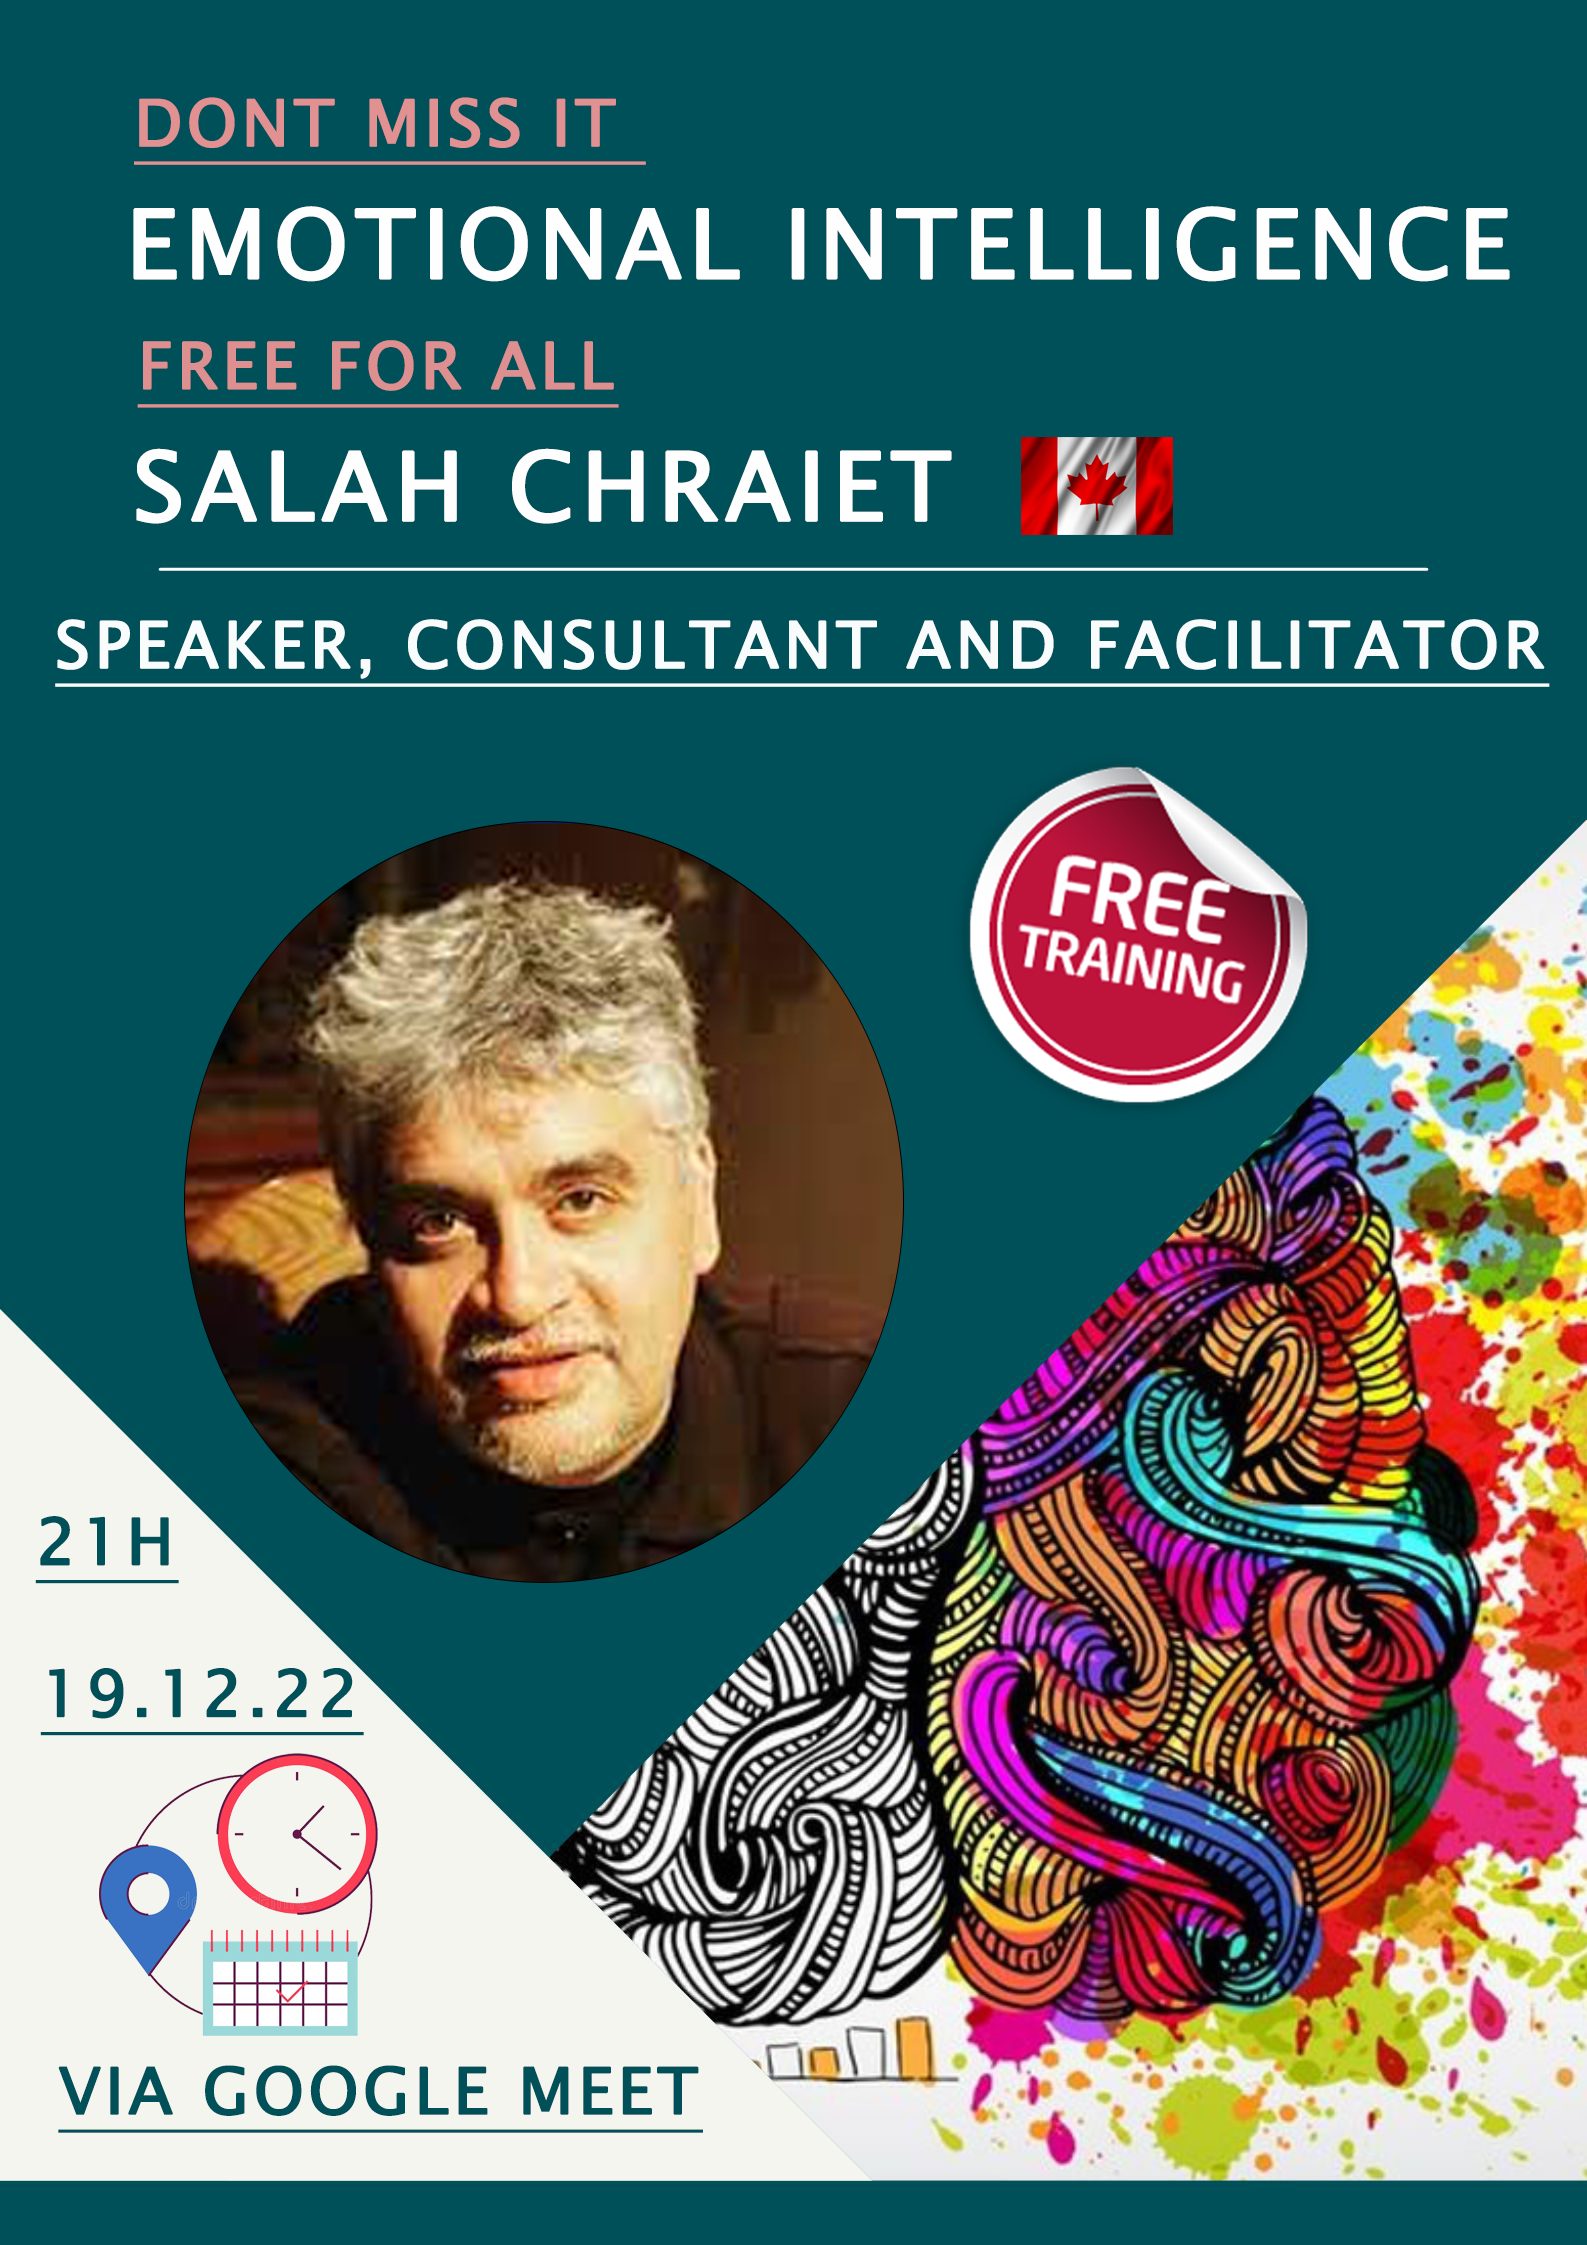 DONT MISS IT
EMOTIONAL INTELLIGENCE
FREE FOR ALL
SALAH CHRAIET
SPEAKER, CONSULTANT AND FACILITATOR
FREE
TRAINING
21H
19.12.22
VIA GOOGLE MEET